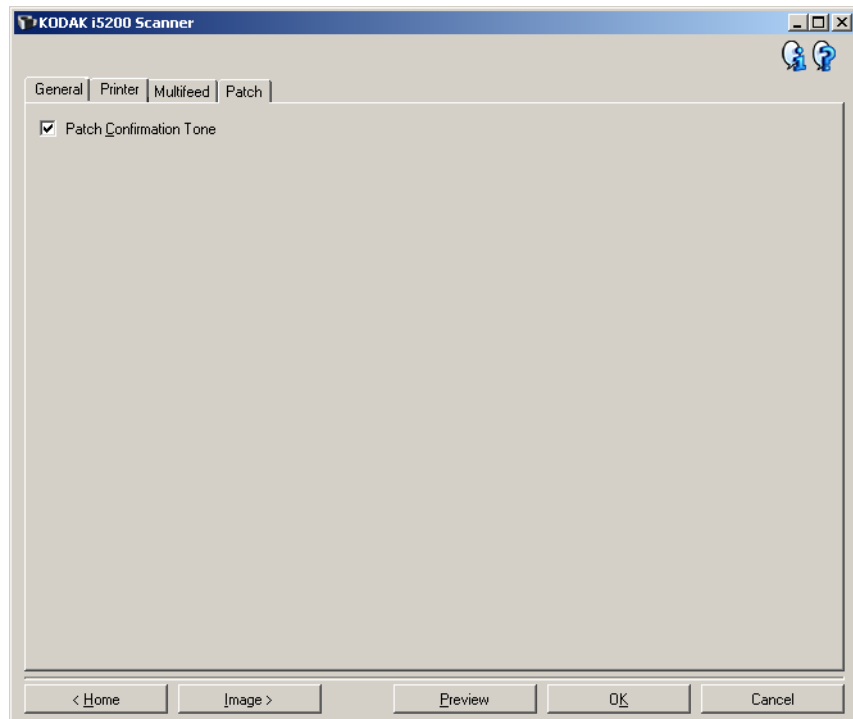 KODAK i5200 Scanner
General Printer Multifeed Patch
Patch Confirmation Tone
< Home Image > Preview OK Cancel